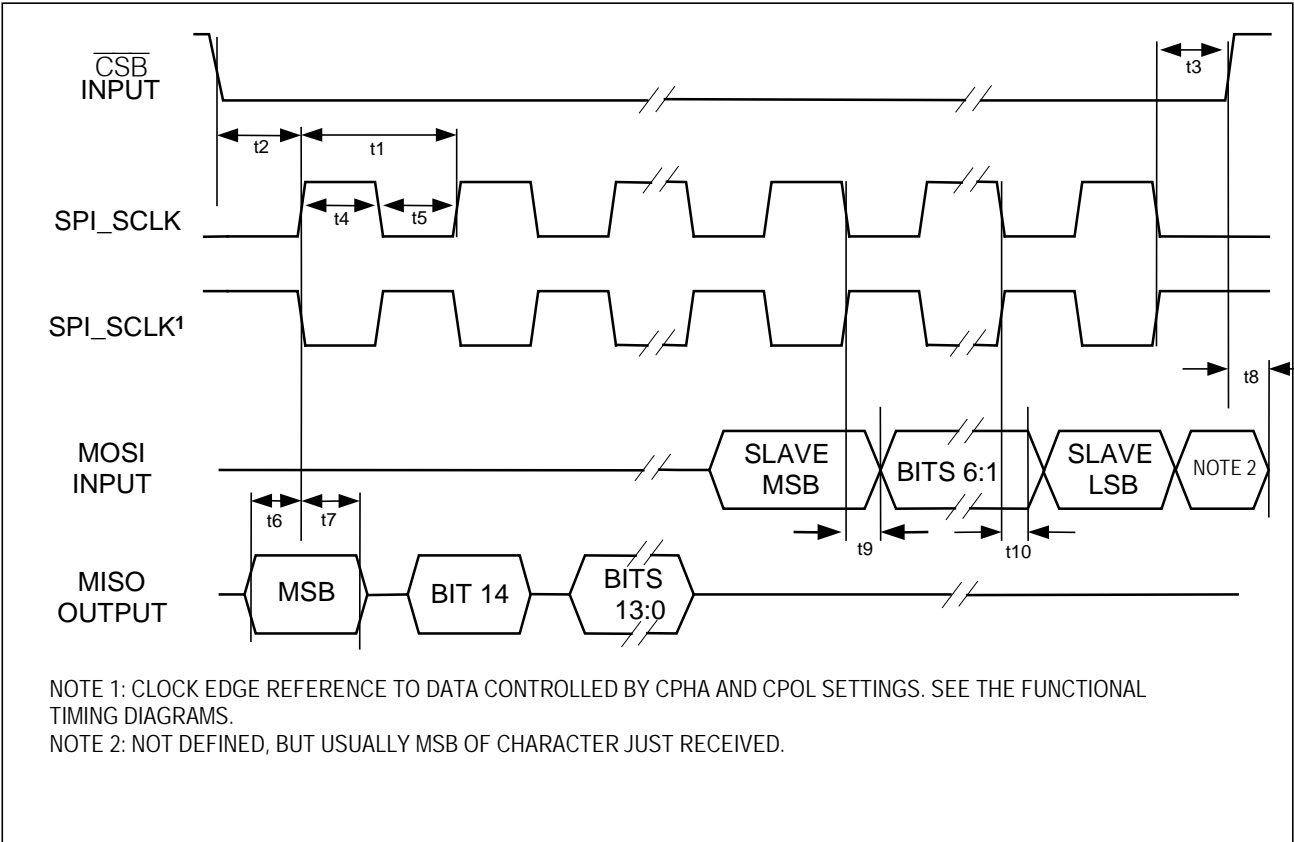 CSB
INPUT
t3
t2
t1
SPI_SCLK
t4
t5
SPI_SCLK¹
t8
MOSI
INPUT
SLAVE
MSB
BITS 6:1
SLAVE
LSB
NOTE 2
t6
t7
t9
t10
MISO
OUTPUT
MSB
BIT 14
BITS
13:0
NOTE 1: CLOCK EDGE REFERENCE TO DATA CONTROLLED BY CPHA AND CPOL SETTINGS. SEE THE FUNCTIONAL
TIMING DIAGRAMS.
NOTE 2: NOT DEFINED, BUT USUALLY MSB OF CHARACTER JUST RECEIVED.